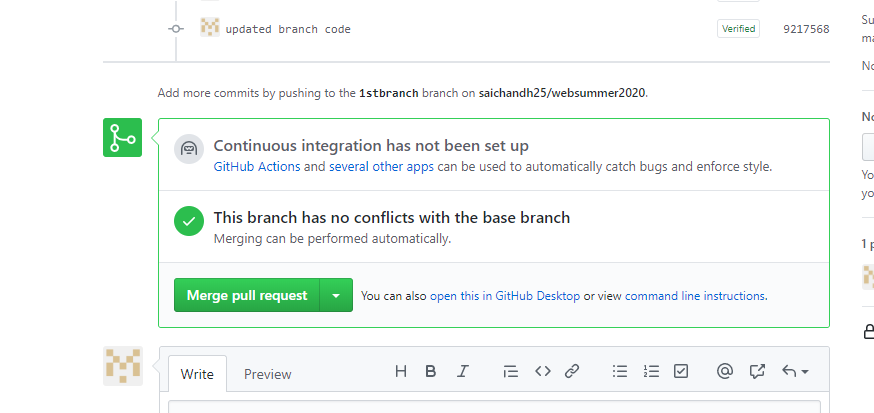 updated branch code Verified 9217568
Add more commits by pushing to the 1stbranch branch on saichandh25/websummer2020.
Continuous integration has not been set up
GitHub Actions and several other apps can be used to automatically catch bugs and enforce style.
This branch has no conflicts with the base branch
Merging can be performed automatically.
Merge pull request You can also open this in GitHub Desktop or view command line instructions.
Write Preview H B I @
Su
ma
No
No
Yo
yo
1 p